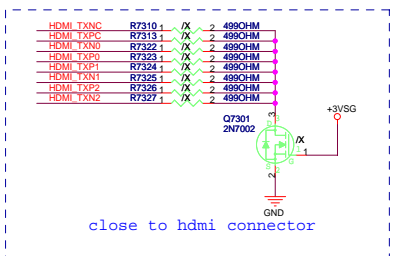 HDMI_TXNC R7310 1 /X 2 499OHM
HDMI_TXPC R7313 1 /X 2 499OHM
HDMI_TXN0 R7322 1 /X 2 499OHM
HDMI_TXP0 R7323 1 /X 2 499OHM
HDMI_TXP1 R7324 1 /X 2 499OHM
HDMI_TXN1 R7325 1 /X 2 499OHM
HDMI_TXP2 R7326 1 /X 2 499OHM
HDMI_TXN2 R7327 1 /X 2 499OHM
+3VSG
Q7301
2N7002
3
/X
1
2
GND
close to hdmi connector